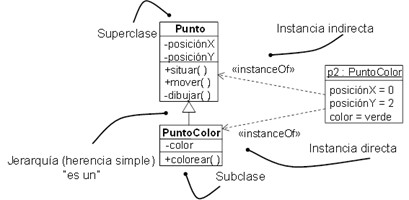 Superclase
Punto
-posiciónX
-posiciónY
+situar( )
+mover( )
-dibujar( )
Instancia indirecta
«instanceOf»
p2 : PuntoColor
posiciónX = 0
posiciónY = 2
color = verde
PuntoColor
-color
+colorear( )
«instanceOf»
Jerarquía (herencia simple)
"es un"
Instancia directa
Subclase